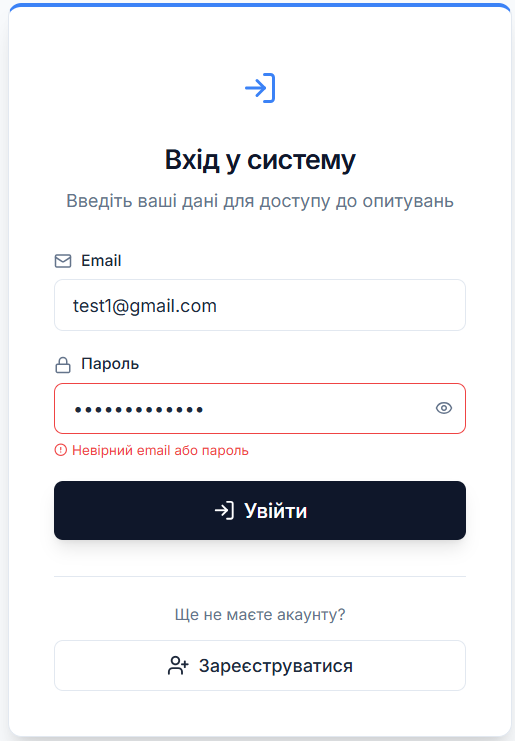 Вхід у систему
Введіть ваші дані для доступу до опитувань
Email
test1@gmail.com
Пароль
•••••••••••••
Невірний email або пароль
Увійти
Ще не маєте акаунту?
Зареєструватися